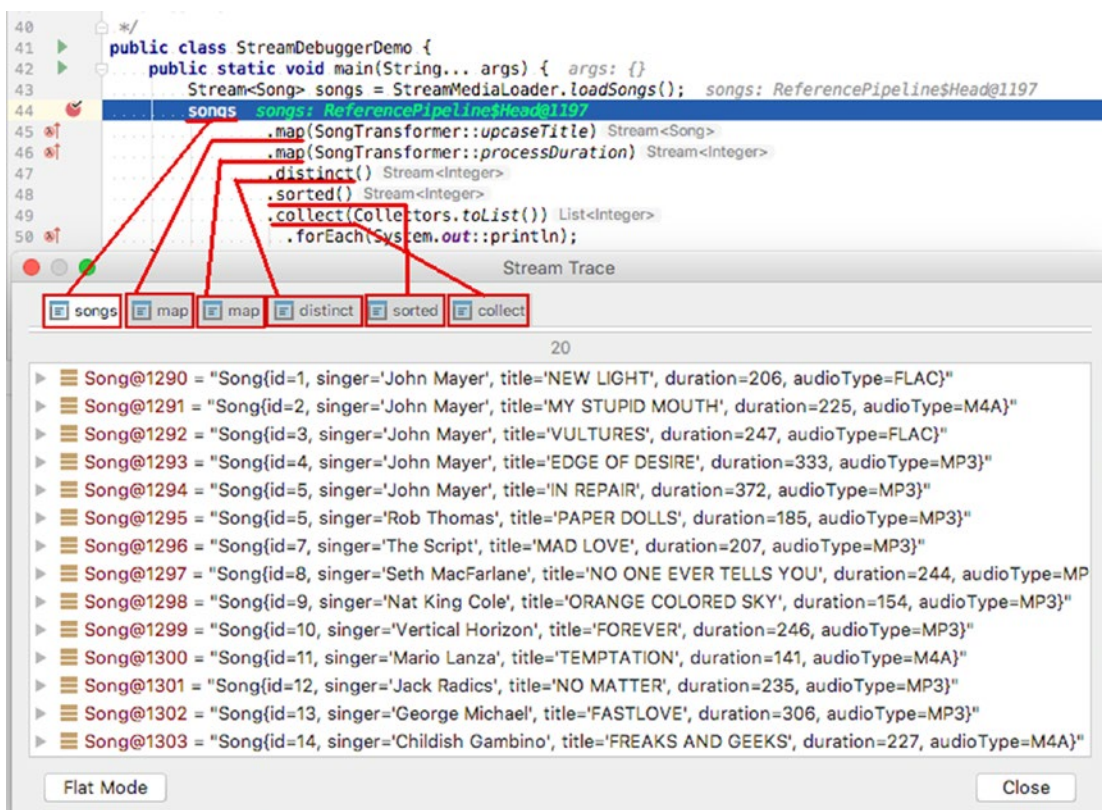 40 */
41 public class StreamDebuggerDemo {
42 public static void main(String... args) { args: {}
43 Stream<Song> songs = StreamMediaLoader.loadSongs(); songs: ReferencePipeline$Head@1197
44 songs songs: ReferencePipeline$Head@1197
45 .map(SongTransformer::upcaseTitle) Stream<Song>
46 .map(SongTransformer::processDuration) Stream<Integer>
47 .distinct() Stream<Integer>
48 .sorted() Stream<Integer>
49 .collect(Collectors.toList()) List<Integer>
50 .forEach(System.out::println);
Stream Trace
songs map map distinct sorted collect
20
Song@1290 = "Song{id=1, singer='John Mayer', title='NEW LIGHT', duration=206, audioType=FLAC}"
Song@1291 = "Song{id=2, singer='John Mayer', title='MY STUPID MOUTH', duration=225, audioType=M4A}"
Song@1292 = "Song{id=3, singer='John Mayer', title='VULTURES', duration=247, audioType=FLAC}"
Song@1293 = "Song{id=4, singer='John Mayer', title='EDGE OF DESIRE', duration=333, audioType=MP3}"
Song@1294 = "Song{id=5, singer='John Mayer', title='IN REPAIR', duration=372, audioType=MP3}"
Song@1295 = "Song{id=5, singer='Rob Thomas', title='PAPER DOLLS', duration=185, audioType=MP3}"
Song@1296 = "Song{id=7, singer='The Script', title='MAD LOVE', duration=207, audioType=MP3}"
Song@1297 = "Song{id=8, singer='Seth MacFarlane', title='NO ONE EVER TELLS YOU', duration=244, audioType=MP
Song@1298 = "Song{id=9, singer='Nat King Cole', title='ORANGE COLORED SKY', duration=154, audioType=MP3}"
Song@1299 = "Song{id=10, singer='Vertical Horizon', title='FOREVER', duration=246, audioType=MP3}"
Song@1300 = "Song{id=11, singer='Mario Lanza', title='TEMPTATION', duration=141, audioType=M4A}"
Song@1301 = "Song{id=12, singer='Jack Radics', title='NO MATTER', duration=235, audioType=MP3}"
Song@1302 = "Song{id=13, singer='George Michael', title='FASTLOVE', duration=306, audioType=MP3}"
Song@1303 = "Song{id=14, singer='Childish Gambino', title='FREAKS AND GEEKS', duration=227, audioType=M4A}"
Flat Mode Close